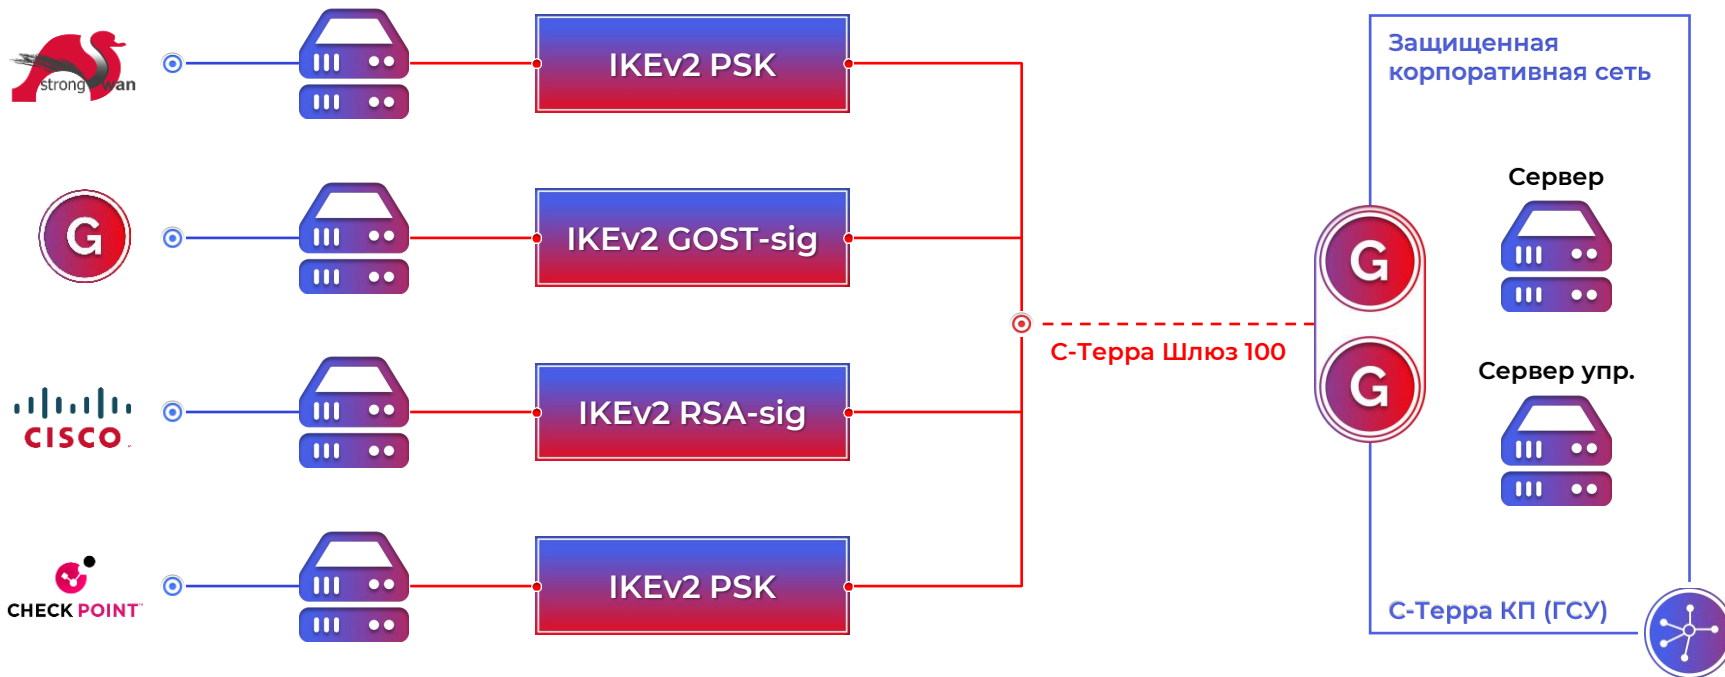 strongSwan
IKEv2 PSK
G
IKEv2 GOST-sig
CISCO
IKEv2 RSA-sig
CHECK POINT
IKEv2 PSK
С-Терра Шлюз 100
Защищенная
корпоративная сеть
G
G
Сервер
Сервер упр.
С-Терра КП (ГСУ)